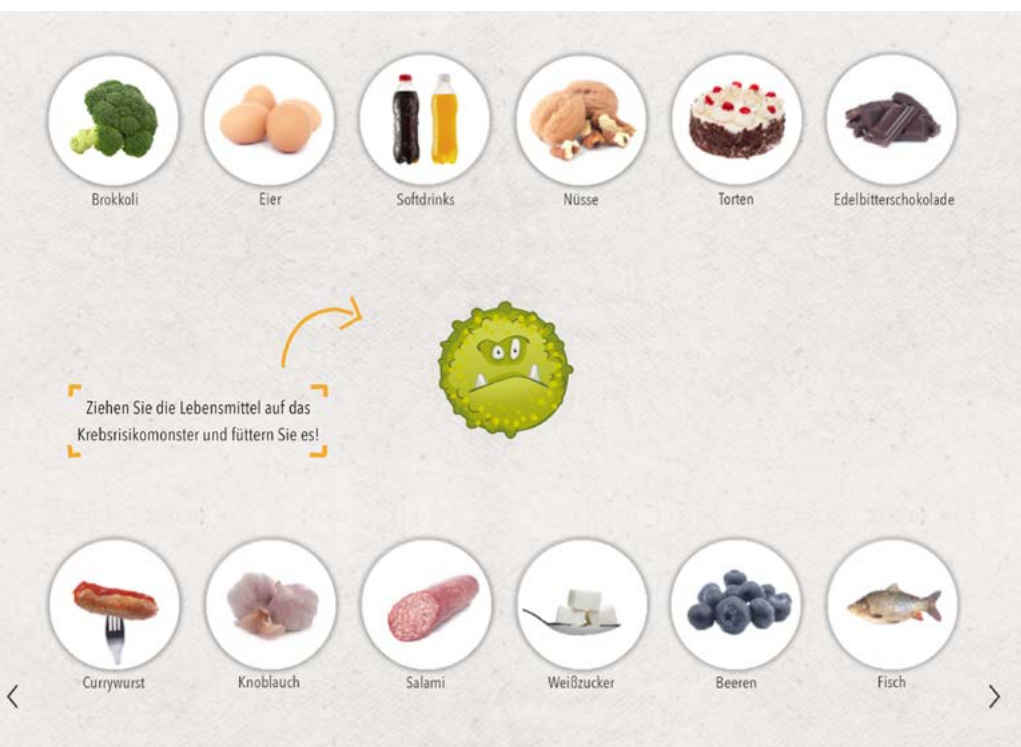 Brokkoli
Eier
Softdrinks
Nüsse
Torten
Edelbitterschokolade
Ziehen Sie die Lebensmittel auf das
Krebsrisikomonster und füttern Sie es!
Currywurst
Knoblauch
Salami
Weißzucker
Beeren
Fisch